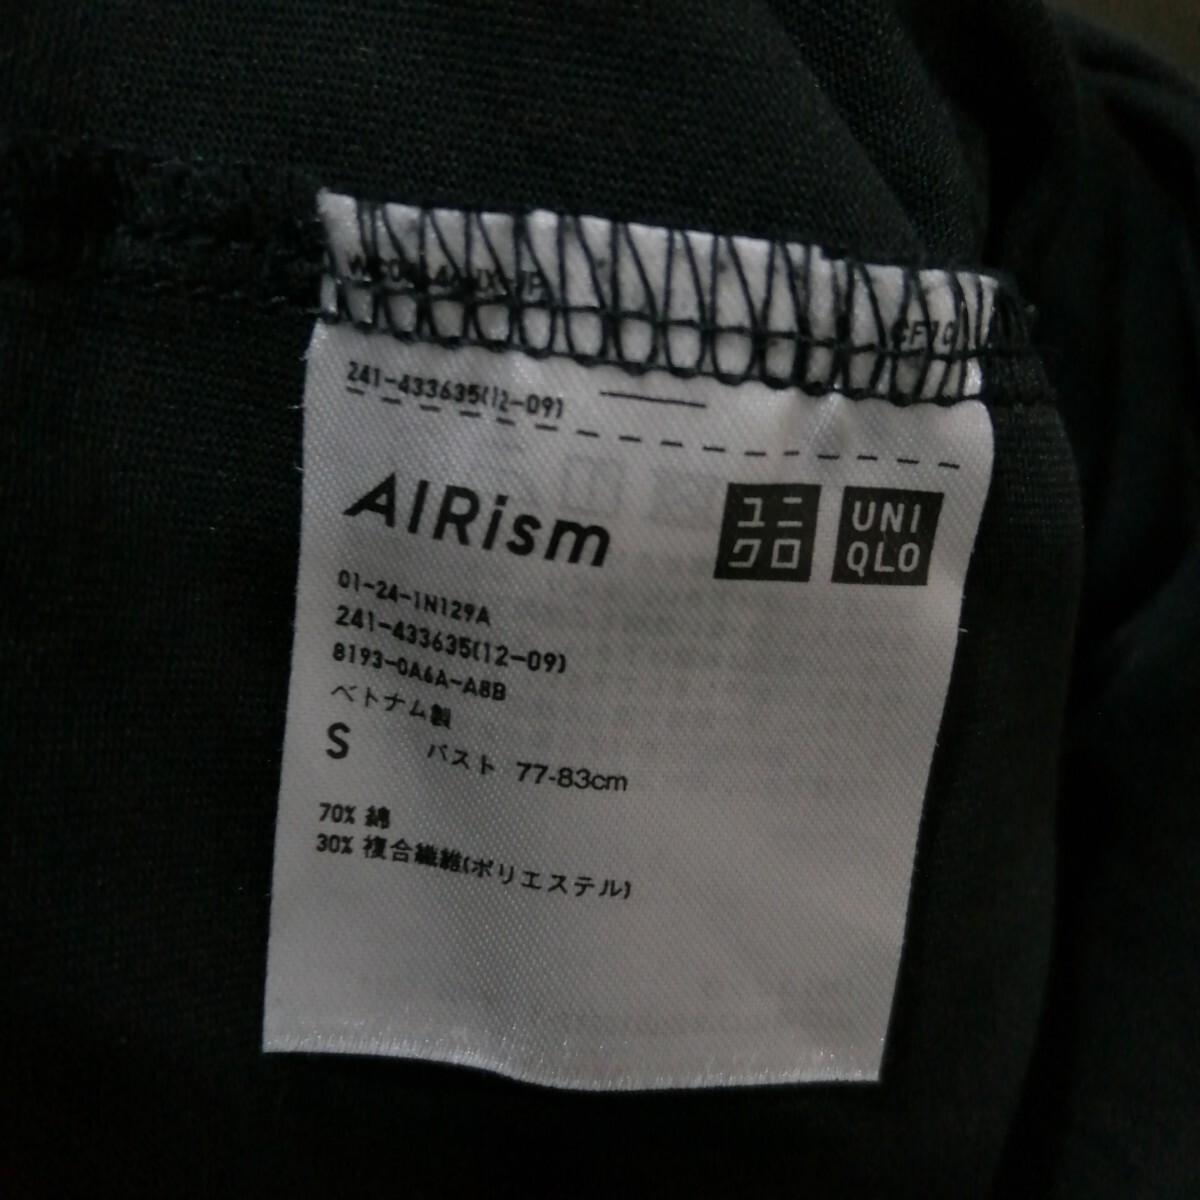 241-433635(12-09)
AIRism
ユニクロ
UNIQLO
01-24-1N129A
241-433635(12-09)
8193-0A6A-A8B
ベトナム製
S バスト 77-83cm
70% 綿
30% 複合繊維(ポリエステル)